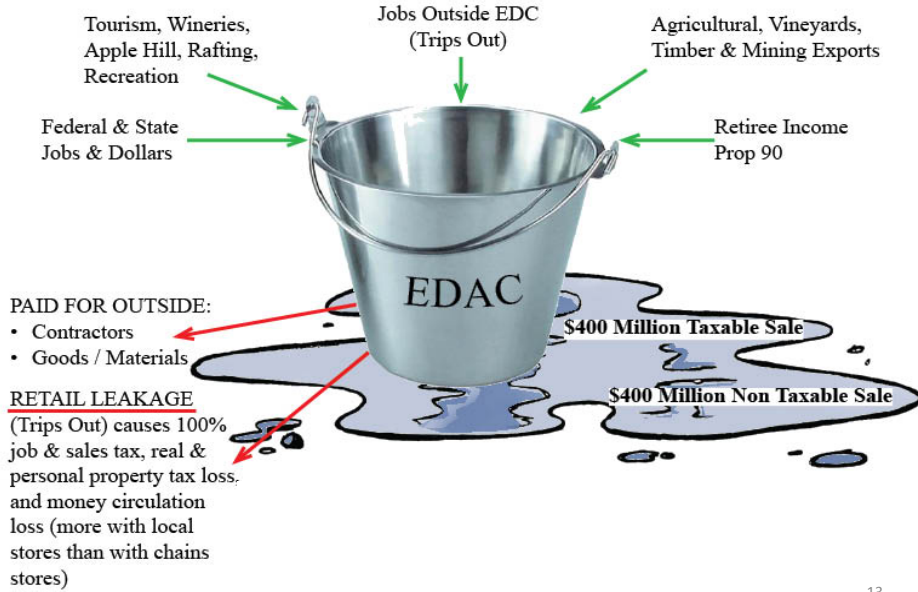 Tourism, Wineries,
Apple Hill, Rafting,
Recreation
Jobs Outside EDC
(Trips Out)
Agricultural, Vineyards,
Timber & Mining Exports
Federal & State
Jobs & Dollars
Retiree Income
Prop 90
EDAC
PAID FOR OUTSIDE:
• Contractors
• Goods / Materials
$400 Million Taxable Sale
$400 Million Non Taxable Sale
RETAIL LEAKAGE
(Trips Out) causes 100%
job & sales tax, real &
personal property tax loss,
and money circulation
loss (more with local
stores than with chains
stores)
13